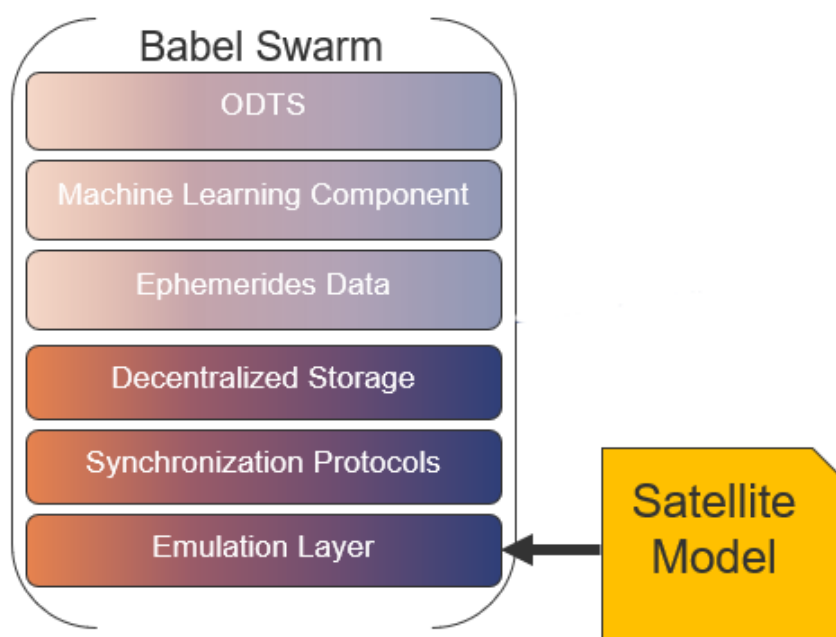 Babel Swarm
ODTS
Machine Learning Component
Ephemerides Data
Decentralized Storage
Synchronization Protocols
Emulation Layer
Satellite
Model